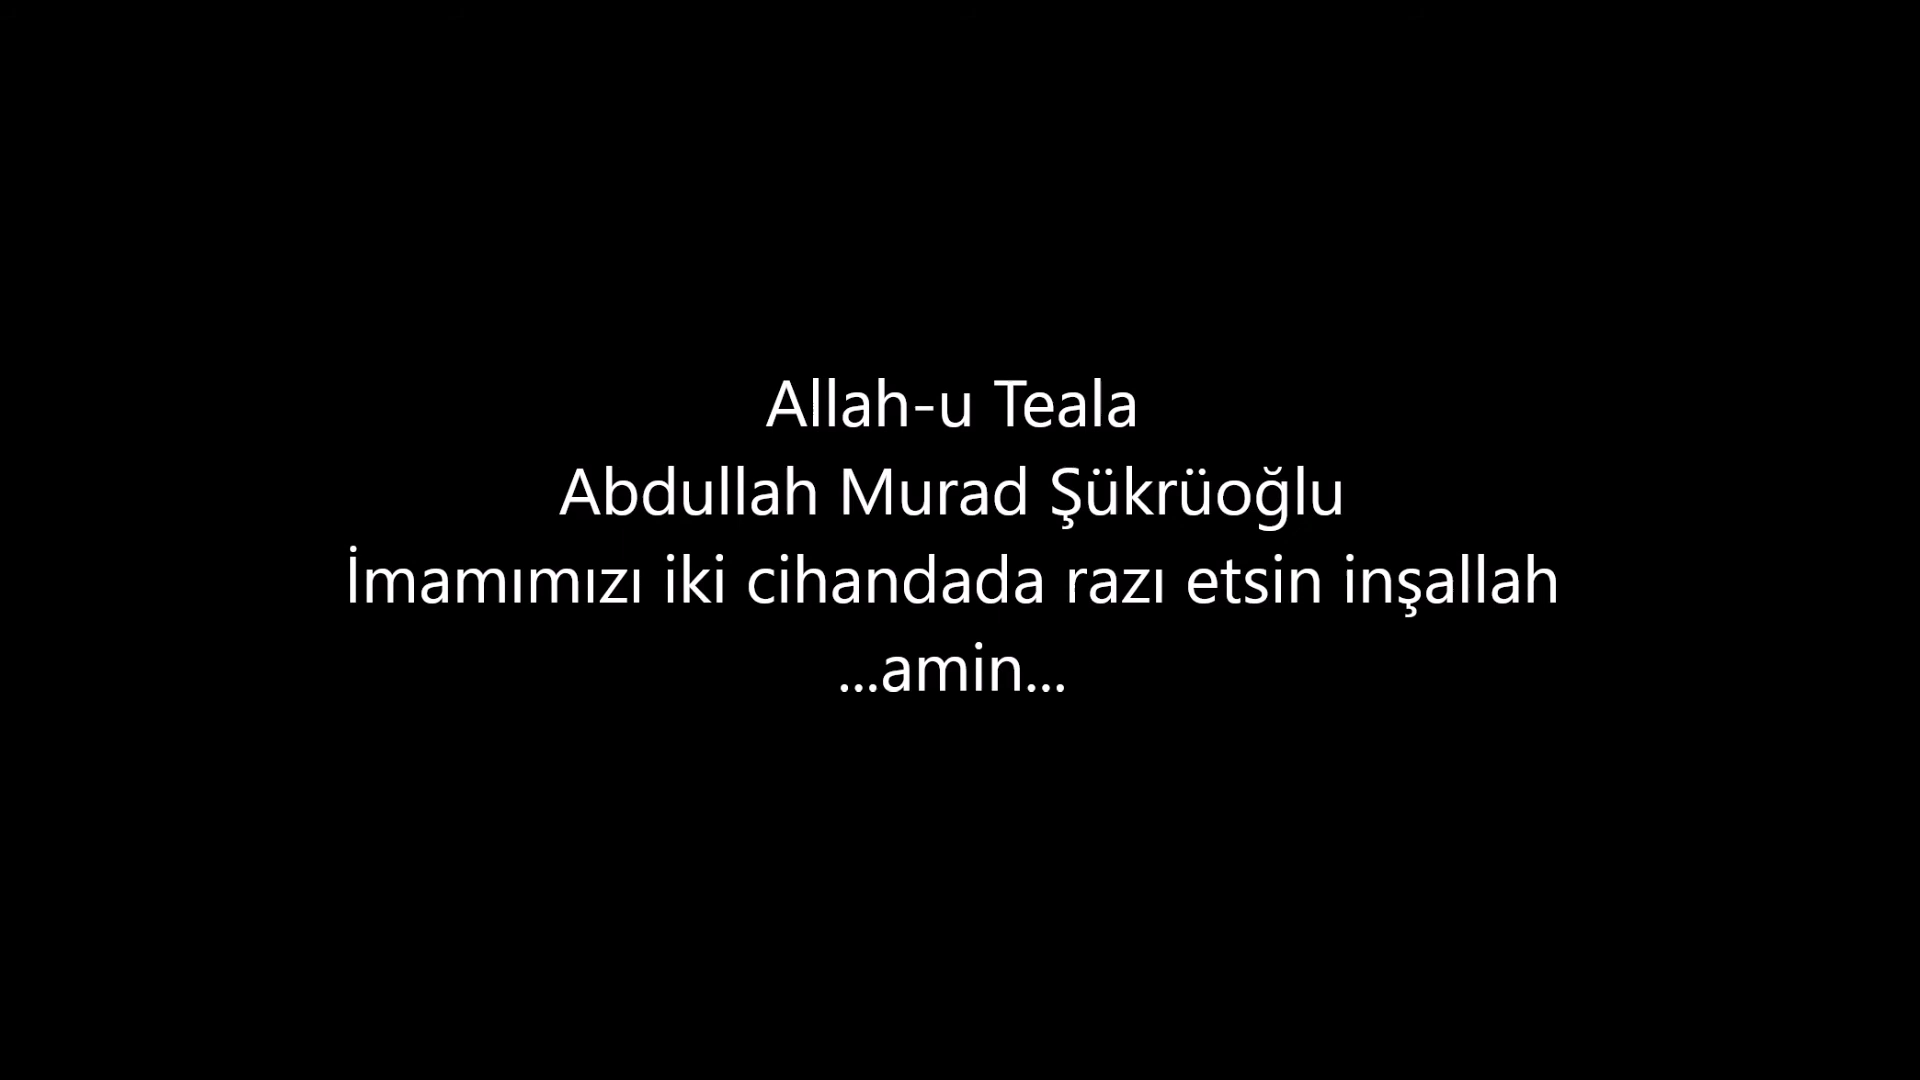 Allah-u Teala
Abdullah Murad Şükrüoğlu
İmamımızı iki cihandada razı etsin inşallah
...amin...